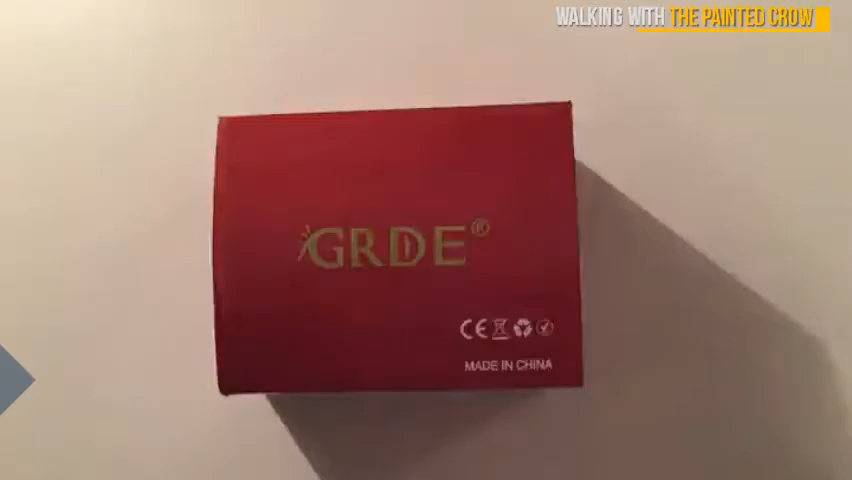 WALKING WITH THE PAINTED CROW
GRDE®
CE
MADE IN CHINA